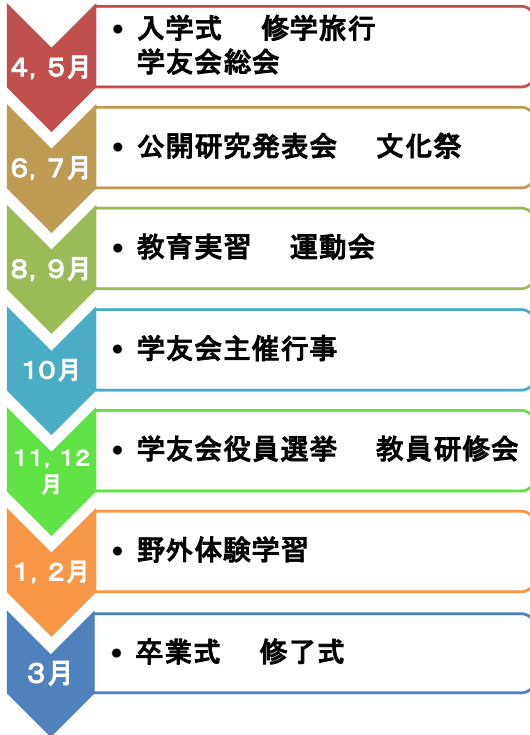 4，5月
• 入学式　修学旅行
学友会総会
6，7月
• 公開研究発表会　文化祭
8，9月
• 教育実習　運動会
10月
• 学友会主催行事
11，12
月
• 学友会役員選挙　教員研修会
1，2月
• 野外体験学習
3月
• 卒業式　修了式